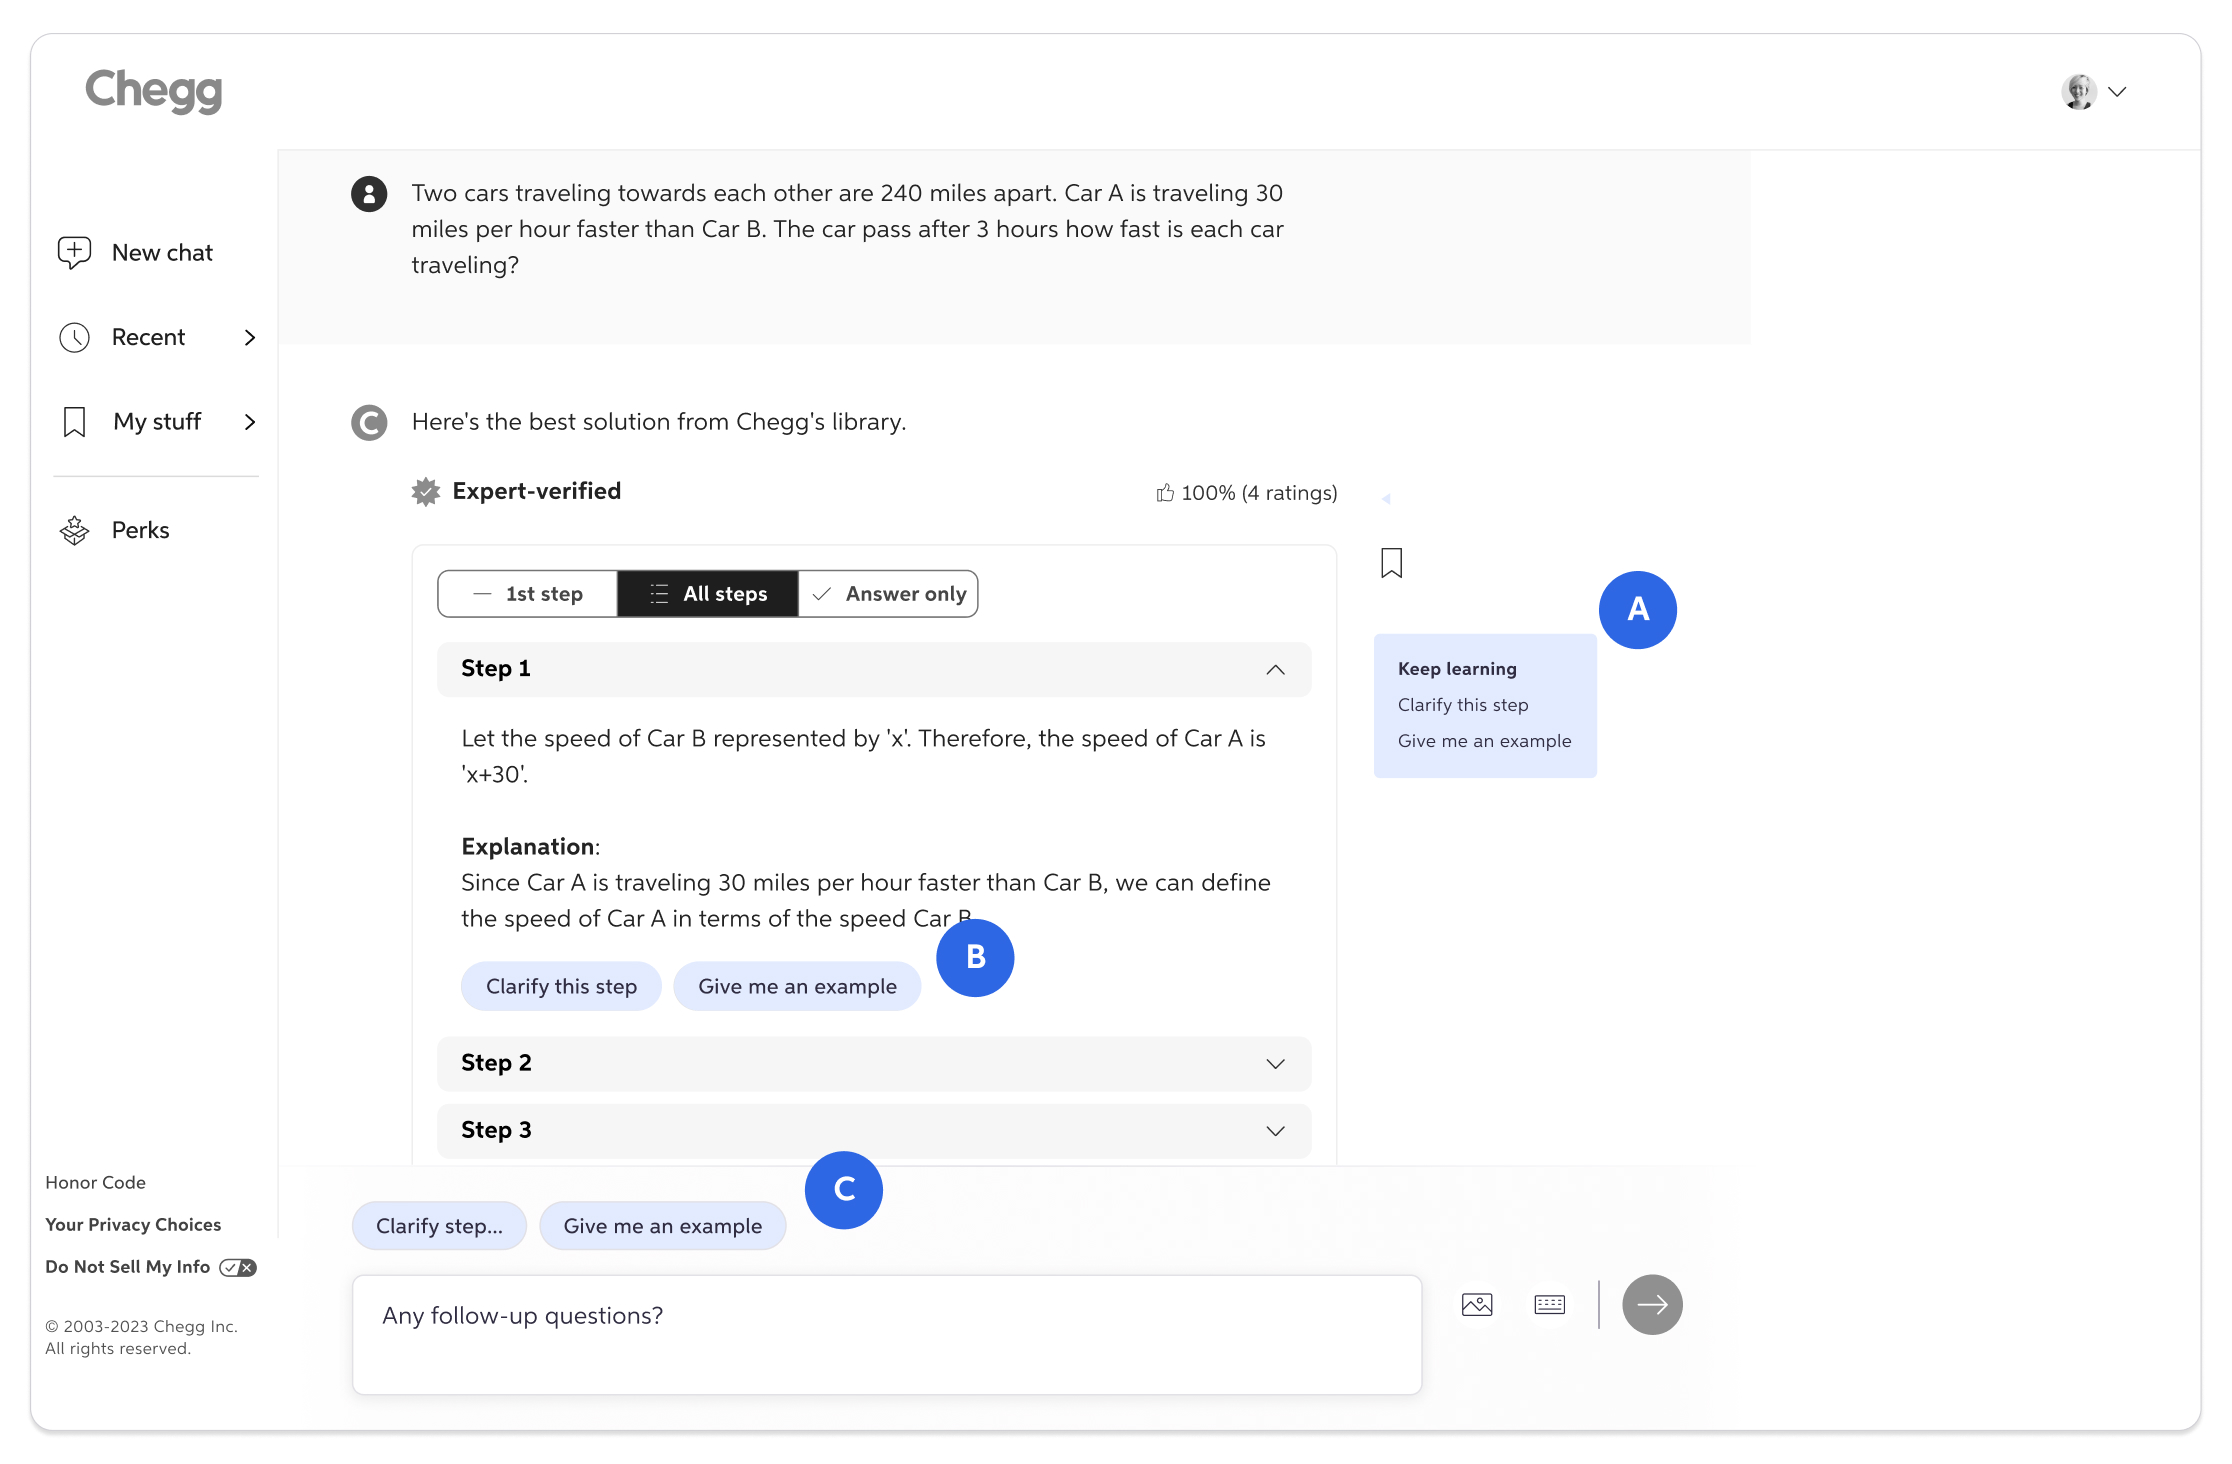 Chegg
New chat
Recent
My stuff
Perks
Honor Code
Your Privacy Choices
Do Not Sell My Info
© 2003-2023 Chegg Inc.
All rights reserved.
Two cars traveling towards each other are 240 miles apart. Car A is traveling 30
miles per hour faster than Car B. The car pass after 3 hours how fast is each car
traveling?
C
Here's the best solution from Chegg's library.
Expert-verified
100% (4 ratings)
1st step
All steps
Answer only
Step 1
Let the speed of Car B represented by 'x'. Therefore, the speed of Car A is
'x+30'.
Explanation:
Since Car A is traveling 30 miles per hour faster than Car B, we can define
the speed of Car A in terms of the speed Car B
B
Clarify this step
Give me an example
Step 2
Step 3
A
Keep learning
Clarify this step
Give me an example
C
Clarify step...
Give me an example
Any follow-up questions?